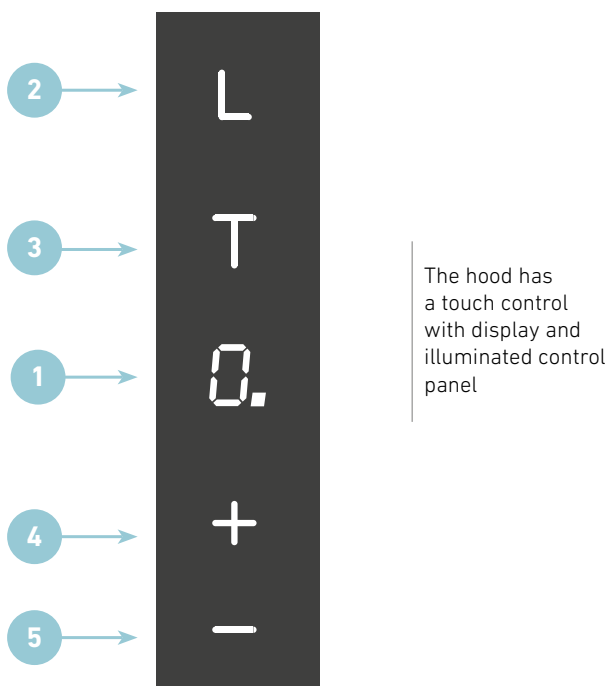 2
L
3
T
1
0.
4
+
5
−
The hood has
a touch control
with display and
illuminated control
panel